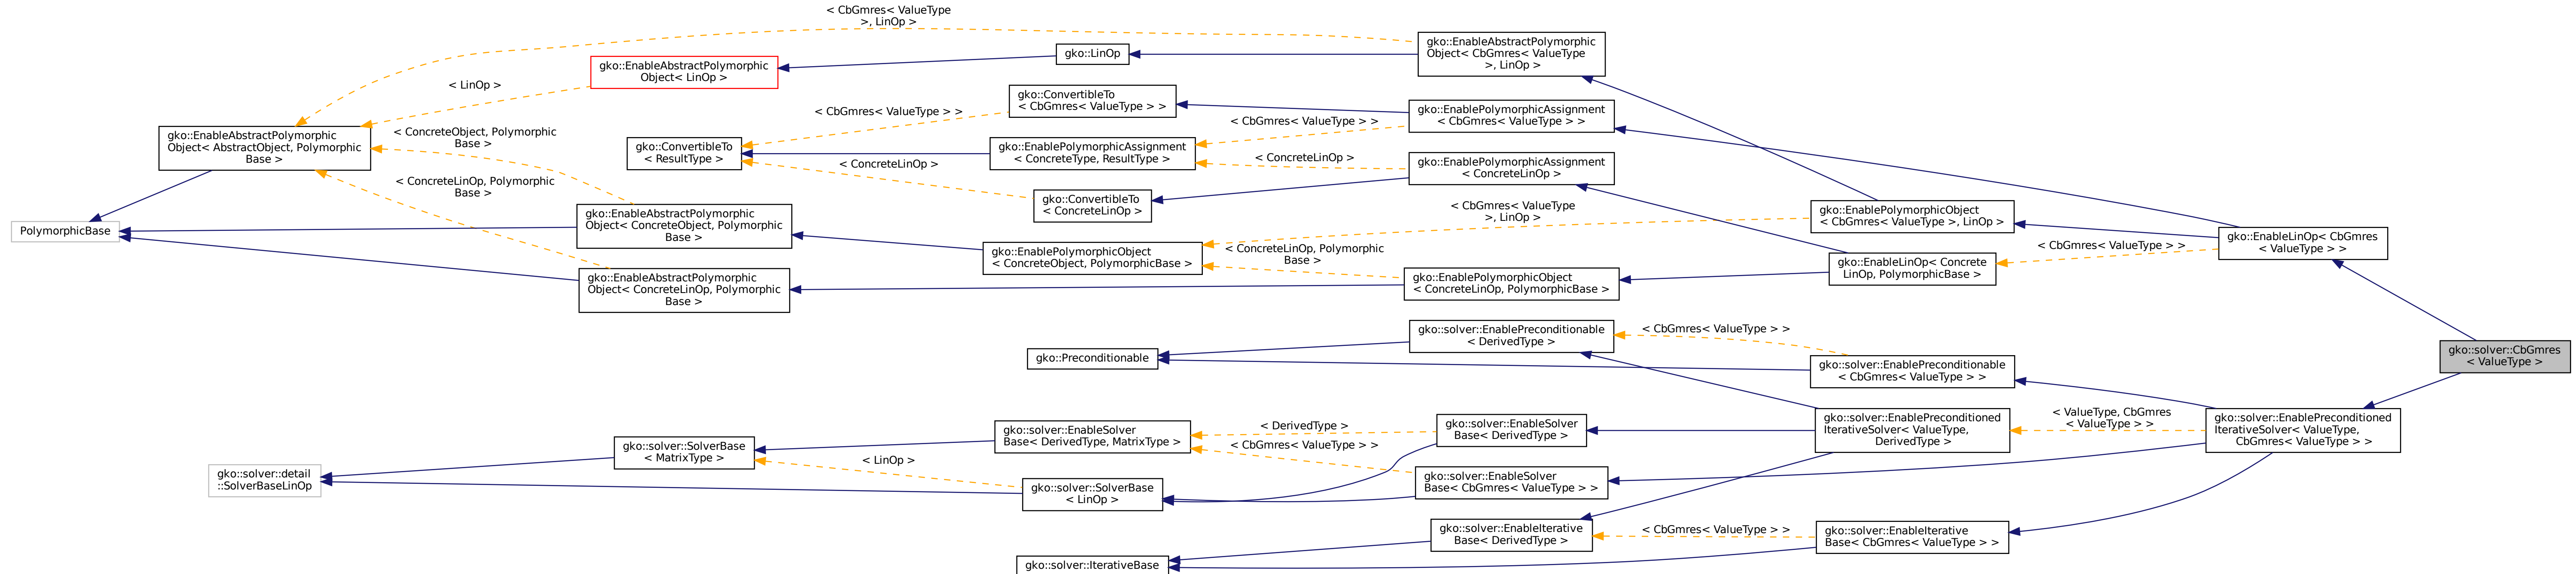 < CbGmres< ValueType
>, LinOp >
gko::EnableAbstractPolymorphic
Object< CbGmres< ValueType
>, LinOp >
gko::LinOp
gko::EnableAbstractPolymorphic
Object< LinOp >
< LinOp >
gko::ConvertibleTo
< CbGmres< ValueType > >
< CbGmres< ValueType > >
gko::EnablePolymorphicAssignment
< CbGmres< ValueType > >
< CbGmres< ValueType > >
gko::EnableAbstractPolymorphic
Object< AbstractObject, Polymorphic
Base >
< ConcreteObject, Polymorphic
Base >
gko::ConvertibleTo
< ResultType >
gko::EnablePolymorphicAssignment
< ConcreteType, ResultType >
< ConcreteLinOp >
gko::EnablePolymorphicAssignment
< ConcreteLinOp >
< ConcreteLinOp >
< ConcreteLinOp, Polymorphic
Base >
gko::ConvertibleTo
< ConcreteLinOp >
PolymorphicBase
gko::EnableAbstractPolymorphic
Object< ConcreteObject, Polymorphic
Base >
< CbGmres< ValueType
>, LinOp >
gko::EnablePolymorphicObject
< CbGmres< ValueType >, LinOp >
gko::EnablePolymorphicObject
< ConcreteObject, PolymorphicBase >
< ConcreteLinOp, Polymorphic
Base >
< CbGmres< ValueType > >
gko::EnableLinOp< CbGmres
< ValueType > >
gko::EnableLinOp< Concrete
LinOp, PolymorphicBase >
gko::EnableAbstractPolymorphic
Object< ConcreteLinOp, Polymorphic
Base >
gko::EnablePolymorphicObject
< ConcreteLinOp, PolymorphicBase >
gko::solver::EnablePreconditionable
< DerivedType >
< CbGmres< ValueType > >
gko::Preconditionable
gko::solver::EnablePreconditionable
< CbGmres< ValueType > >
gko::solver::CbGmres
< ValueType >
gko::solver::EnableSolver
Base< DerivedType, MatrixType >
< DerivedType >
< CbGmres< ValueType > >
gko::solver::EnableSolver
Base< DerivedType >
gko::solver::EnablePreconditioned
IterativeSolver< ValueType,
DerivedType >
< ValueType, CbGmres
< ValueType > >
gko::solver::EnablePreconditioned
IterativeSolver< ValueType,
CbGmres< ValueType > >
gko::solver::SolverBase
< MatrixType >
< LinOp >
gko::solver::detail
::SolverBaseLinOp
gko::solver::SolverBase
< LinOp >
gko::solver::EnableSolver
Base< CbGmres< ValueType > >
gko::solver::EnableIterative
Base< DerivedType >
< CbGmres< ValueType > >
gko::solver::EnableIterative
Base< CbGmres< ValueType > >
gko::solver::IterativeBase